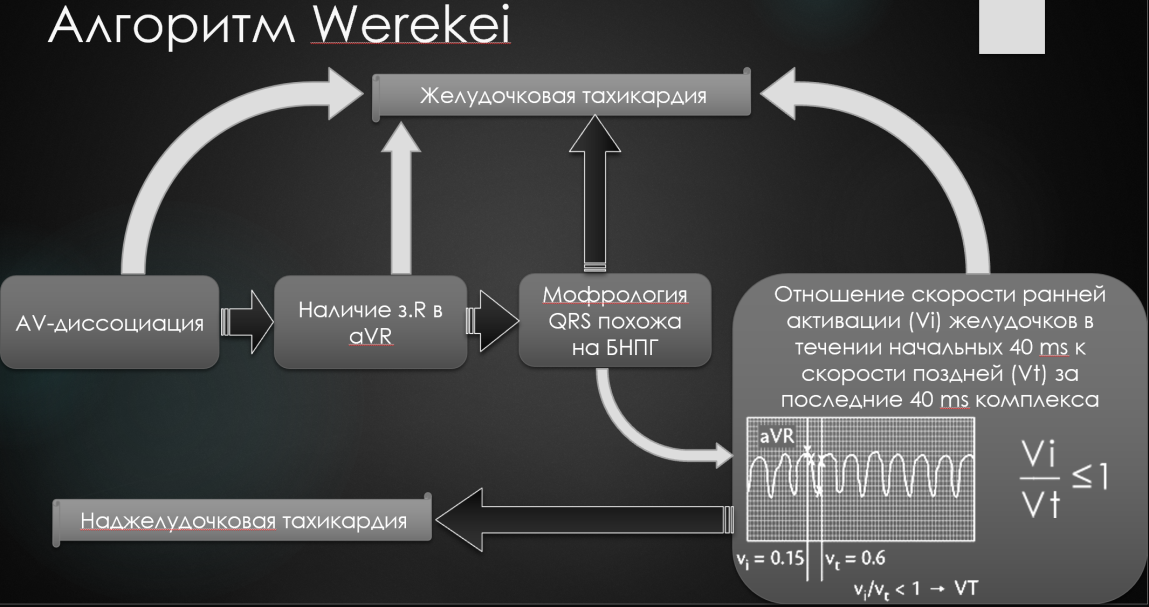 Алгоритм Werekei
Желудочковая тахикардия
AV-диссоциация
Наличие з.R в
aVR
Мофрология
QRS похожа
на БНПГ
Отношение скорости ранней
активации (Vi) желудочков в
течении начальных 40 ms к
скорости поздней (Vt) за
последние 40 ms комплекса
aVR
Vi
Vt
≤1
vi = 0.15
vt = 0.6
vi/vt < 1 → VT
Наджелудочковая тахикардия